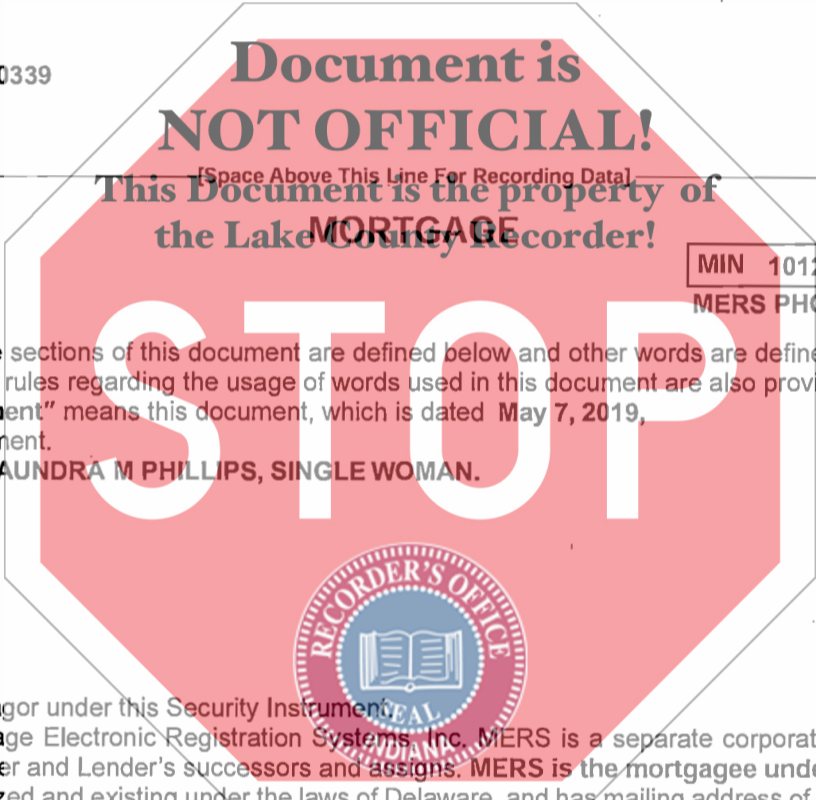 Document is
0339
NOT OFFICIAL!
[Space Above This Line For Recording Data]
This Document is the property of
MORTGAGE
the Lake County Recorder!
MIN 1012
MERS PHO
sections of this document are defined below and other words are define
rules regarding the usage of words used in this document are also provi
ent" means this document, which is dated May 7, 2019,
ment.
AUNDRA M PHILLIPS, SINGLE WOMAN.
STOP
RECORDER'S OFFICE
SEAL
INDIANA
gor under this Security Instrument.
age Electronic Registration Systems, Inc. MERS is a separate corporat
er and Lender's successors and assigns. MERS is the mortgagee unde
zed and existing under the laws of Delaware, and has mailing address of